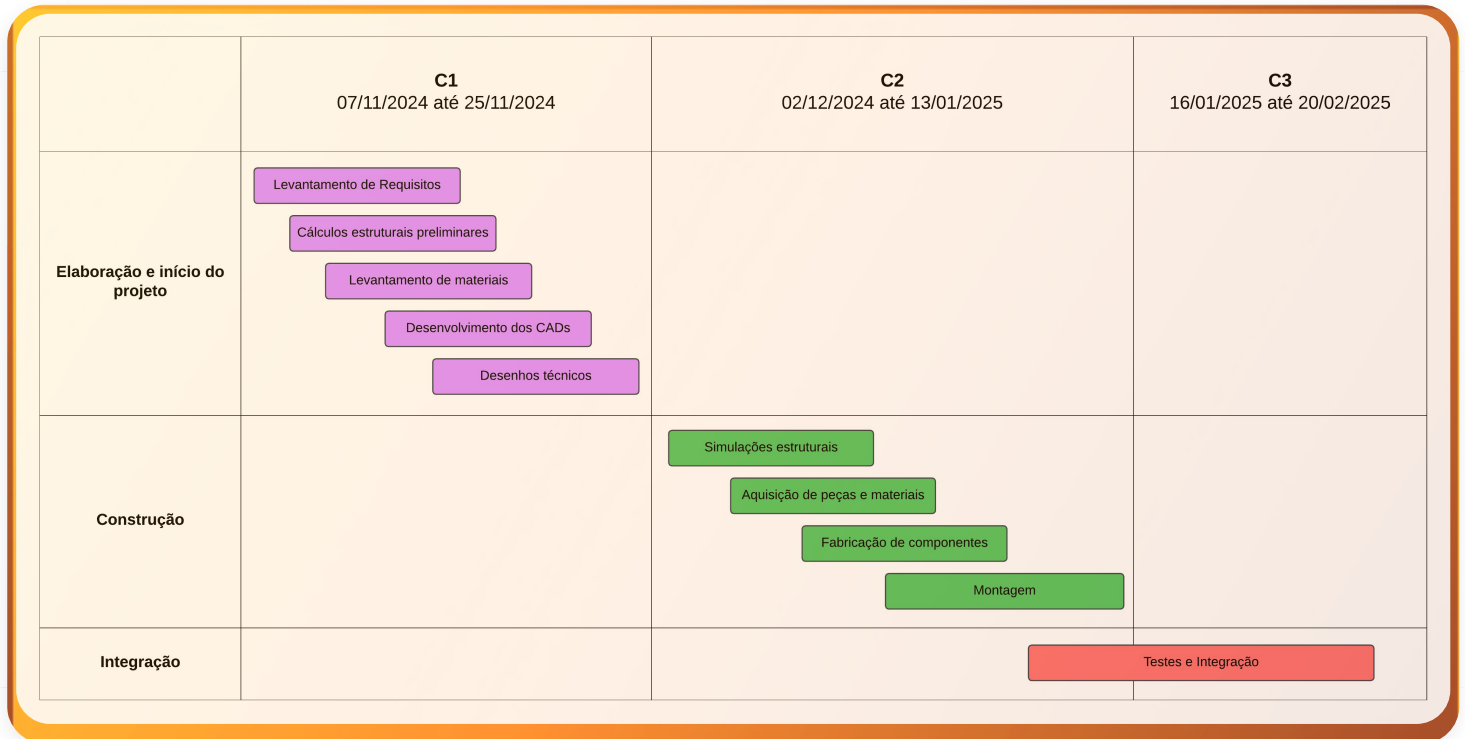 C1
07/11/2024 até 25/11/2024
C2
02/12/2024 até 13/01/2025
C3
16/01/2025 até 20/02/2025
Elaboração e início do
projeto
Levantamento de Requisitos
Cálculos estruturais preliminares
Levantamento de materiais
Desenvolvimento dos CADs
Desenhos técnicos
Construção
Simulações estruturais
Aquisição de peças e materiais
Fabricação de componentes
Montagem
Integração
Testes e Integração